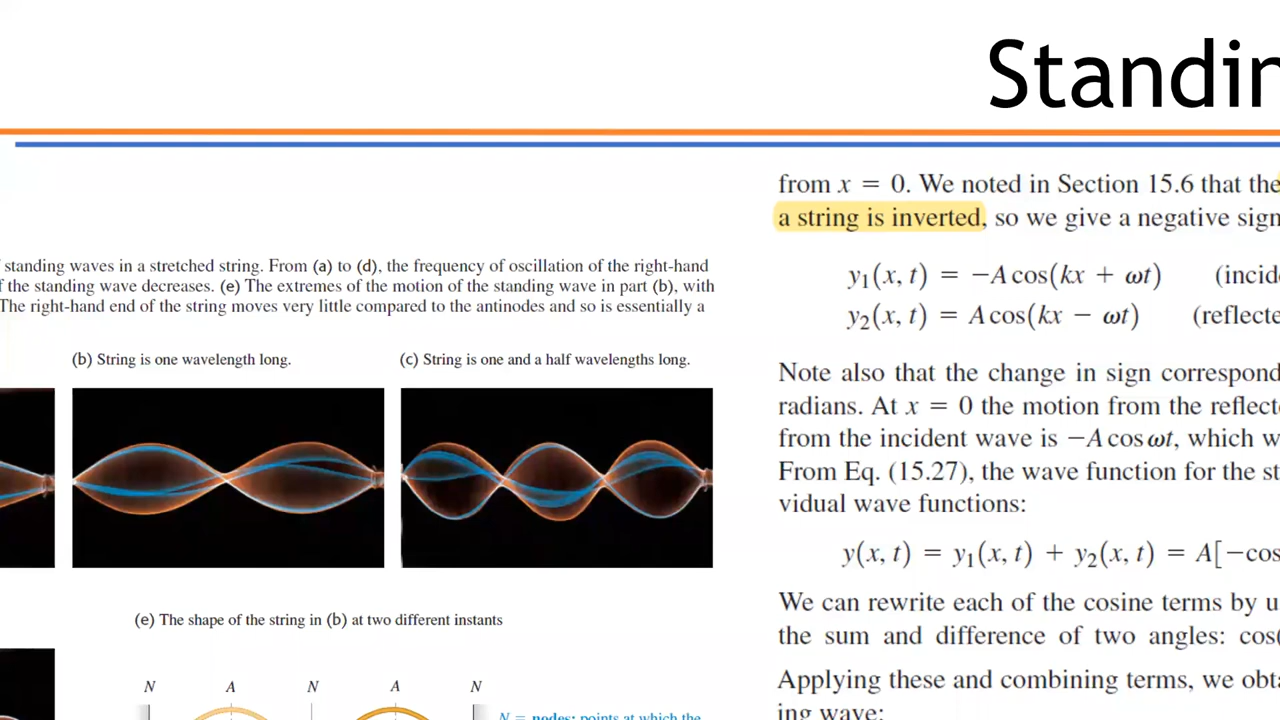 Standin
standing waves in a stretched string. From (a) to (d), the frequency of oscillation of the right-hand
the standing wave decreases. (e) The extremes of the motion of the standing wave in part (b), with
The right-hand end of the string moves very little compared to the antinodes and so is essentially a
(b) String is one wavelength long.
(c) String is one and a half wavelengths long.
(e) The shape of the string in (b) at two different instants
N A N A N
N = nodes: points at which the
from x = 0. We noted in Section 15.6 that the
a string is inverted, so we give a negative sign
y₁(x, t) = −A cos(kx + ωt) (incid
y₂(x, t) = A cos(kx − ωt) (reflecte
Note also that the change in sign correspond
radians. At x = 0 the motion from the reflect
from the incident wave is −A cos ωt, which w
From Eq. (15.27), the wave function for the st
vidual wave functions:
y(x, t) = y₁(x, t) + y₂(x, t) = A[−cos
We can rewrite each of the cosine terms by u
the sum and difference of two angles: cos(
Applying these and combining terms, we obta
ing wave: